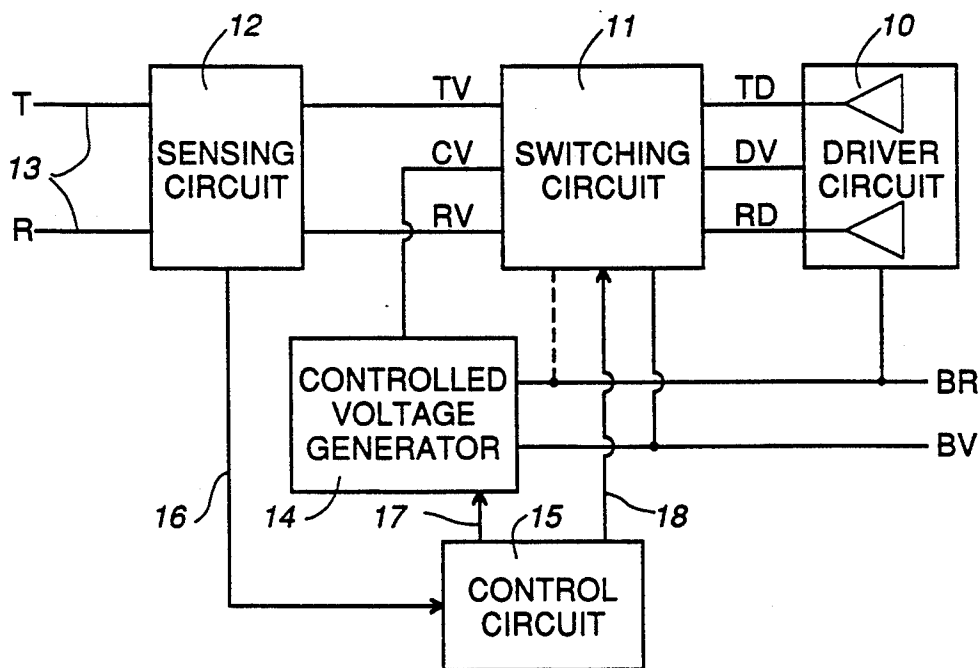 12
11
10
T
TV
TD
SENSING
CIRCUIT
CV
SWITCHING
CIRCUIT
DV
DRIVER
CIRCUIT
13
R
RV
RD
CONTROLLED
VOLTAGE
GENERATOR
BR
BV
16
14
17
15
18
CONTROL
CIRCUIT